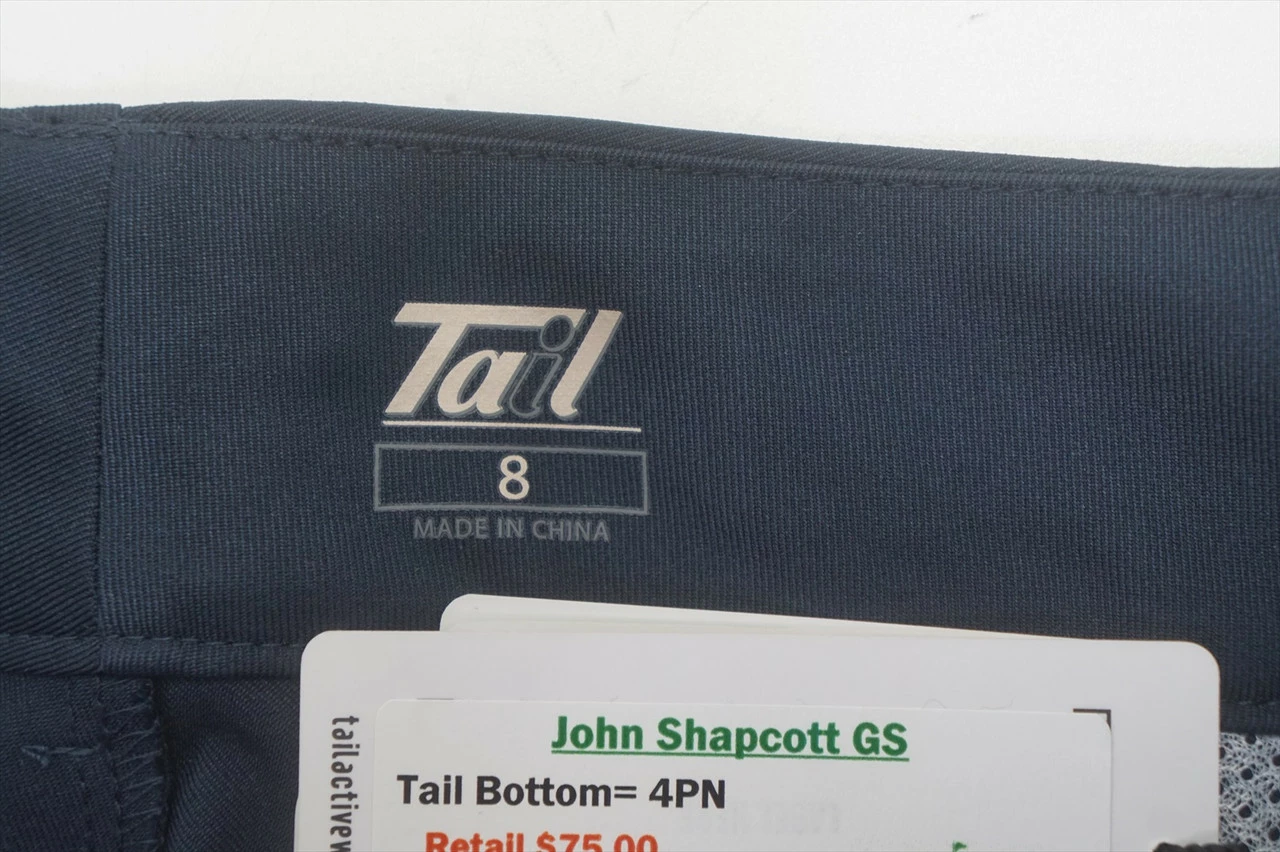 Tail
8
MADE IN CHINA
John Shapcott GS
Tail Bottom= 4PN
Retail $75.00
tailactivew